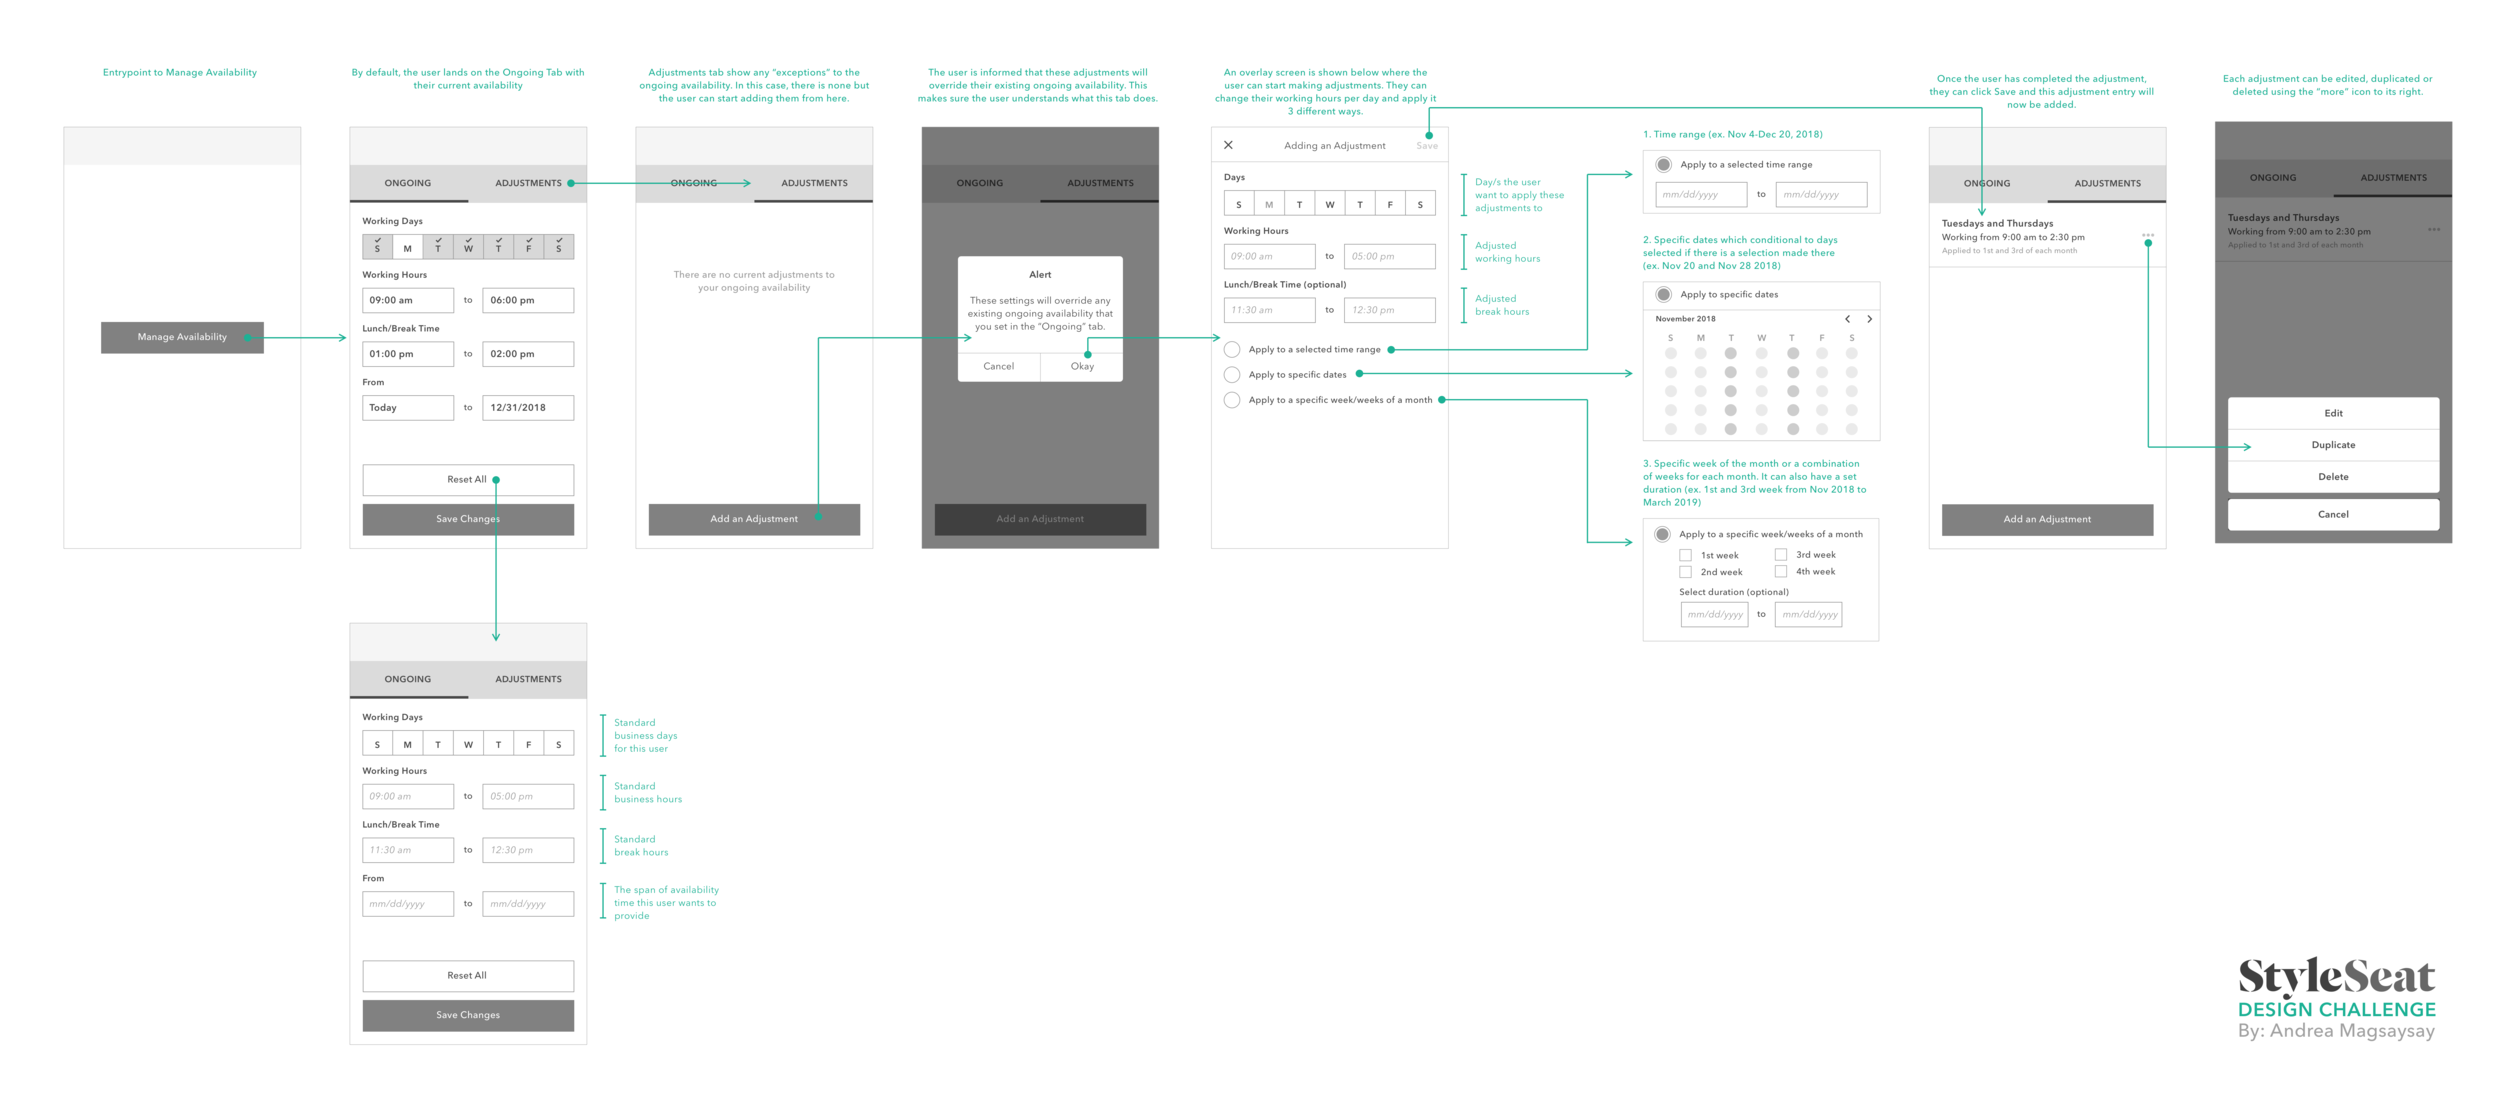 Entrypoint to Manage Availability
Manage Availability
By default, the user lands on the Ongoing Tab with
their current availability
ONGOING ADJUSTMENTS
Working Days
S M T W T F S
Working Hours
09:00 am to 06:00 pm
Lunch/Break Time
01:00 pm to 02:00 pm
From
Today to 12/31/2018
Reset All
Save Changes
ONGOING ADJUSTMENTS
Working Days
S M T W T F S
Working Hours
09:00 am to 05:00 pm
Lunch/Break Time
11:30 am to 12:30 pm
From
mm/dd/yyyy to mm/dd/yyyy
Reset All
Save Changes
Standard
business days
for this user
Standard
business hours
Standard
break hours
The span of availability
time this user wants to
provide
Adjustments tab show any "exceptions" to the
ongoing availability. In this case, there is none but
the user can start adding them from here.
ONGOING ADJUSTMENTS
There are no current adjustments to
your ongoing availability
Add an Adjustment
The user is informed that these adjustments will
override their existing ongoing availability. This
makes sure the user understands what this tab does.
ONGOING ADJUSTMENTS
Alert
These settings will override any
existing ongoing availability that
you set in the "Ongoing" tab.
Cancel Okay
Add an Adjustment
An overlay screen is shown below where the
user can start making adjustments. They can
change their working hours per day and apply it
3 different ways.
Adding an Adjustment Save
Days
S M T W T F S
Working Hours
09:00 am to 05:00 pm
Lunch/Break Time (optional)
11:30 am to 12:30 pm
Apply to a selected time range
Apply to specific dates
Apply to a specific week/weeks of a month
Day/s the user
want to apply these
adjustments to
Adjusted
working hours
Adjusted
break hours
1. Time range (ex. Nov 4-Dec 20, 2018)
Apply to a selected time range
mm/dd/yyyy to mm/dd/yyyy
2. Specific dates which conditional to days
selected if there is a selection made there
(ex. Nov 20 and Nov 28 2018)
Apply to specific dates
November 2018
S M T W T F S
3. Specific week of the month or a combination
of weeks for each month. It can also have a set
duration (ex. 1st and 3rd week from Nov 2018 to
March 2019)
Apply to a specific week/weeks of a month
1st week 3rd week
2nd week 4th week
Select duration (optional)
mm/dd/yyyy to mm/dd/yyyy
Once the user has completed the adjustment,
they can click Save and this adjustment entry will
now be added.
ONGOING ADJUSTMENTS
Tuesdays and Thursdays
Working from 9:00 am to 2:30 pm
Applied to 1st and 3rd of each month
Add an Adjustment
Each adjustment can be edited, duplicated or
deleted using the "more" icon to its right.
ONGOING ADJUSTMENTS
Tuesdays and Thursdays
Working from 9:00 am to 2:30 pm
Applied to 1st and 3rd of each month
Edit
Duplicate
Delete
Cancel
StyleSeat
DESIGN CHALLENGE
By: Andrea Magsaysay